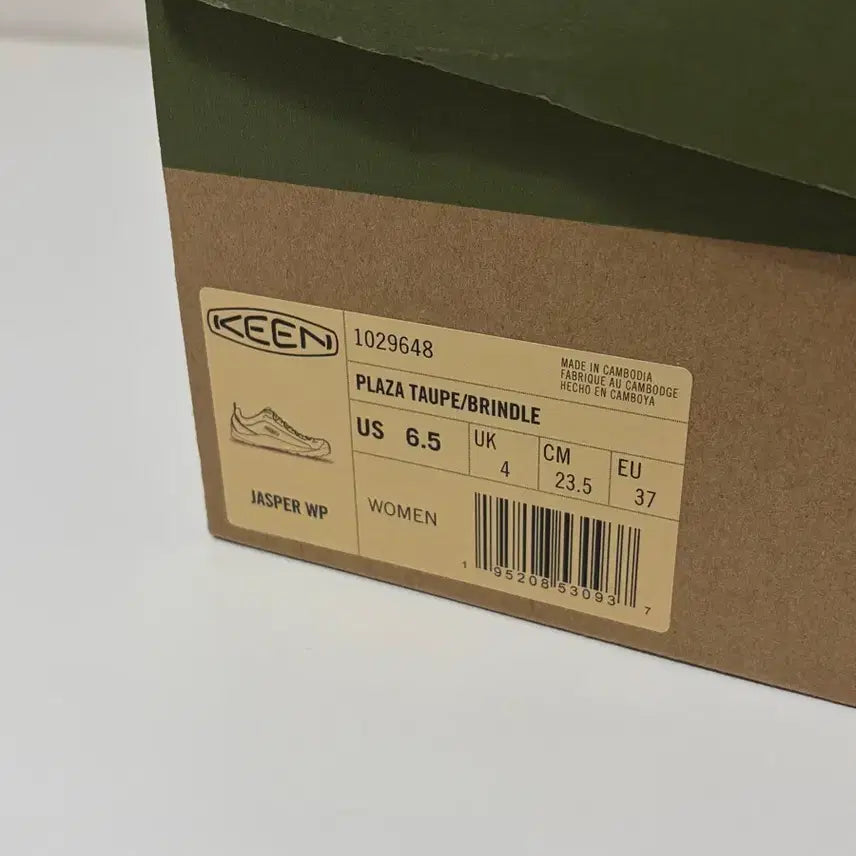 KEEN
JASPER WP
1029648
MADE IN CAMBODIA
FABRIQUE AU CAMBODGE
HECHO EN CAMBOYA
PLAZA TAUPE/BRINDLE
US 6.5
UK 4
CM 23.5
EU 37
WOMEN
1 95208 53093 7